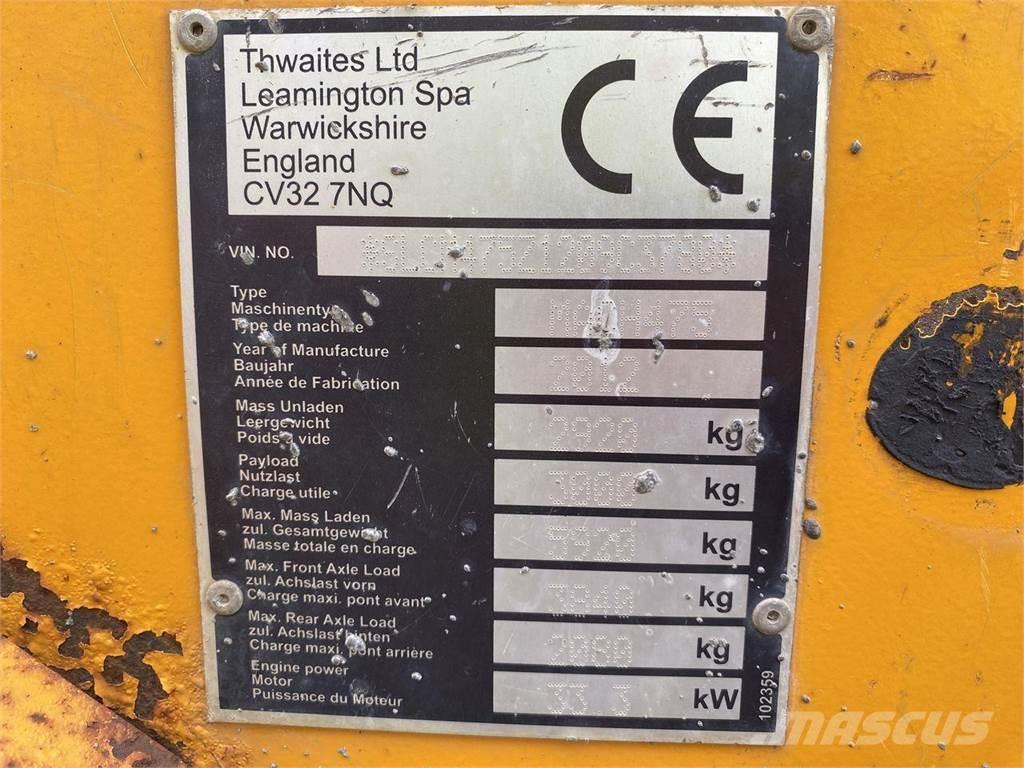 Thwaites Ltd
Leamington Spa
Warwickshire
England
CV32 7NQ
CE
VIN. NO.
Type
Maschinentyp
Type de machine
Year of Manufacture
Baujahr
Année de Fabrication
2012
Mass Unladen
Leergewicht
Poids à vide
kg
Payload
Nutzlast
Charge utile
kg
Max. Mass Laden
zul. Gesamtgewicht
Masse totale en charge
kg
Max. Front Axle Load
zul. Achslast vorn
Charge maxi. pont avant
kg
Max. Rear Axle Load
zul. Achslast hinten
Charge maxi. pont arrière
kg
Engine power
Motor
Puissance du Moteur
kW
102359
MASCUS